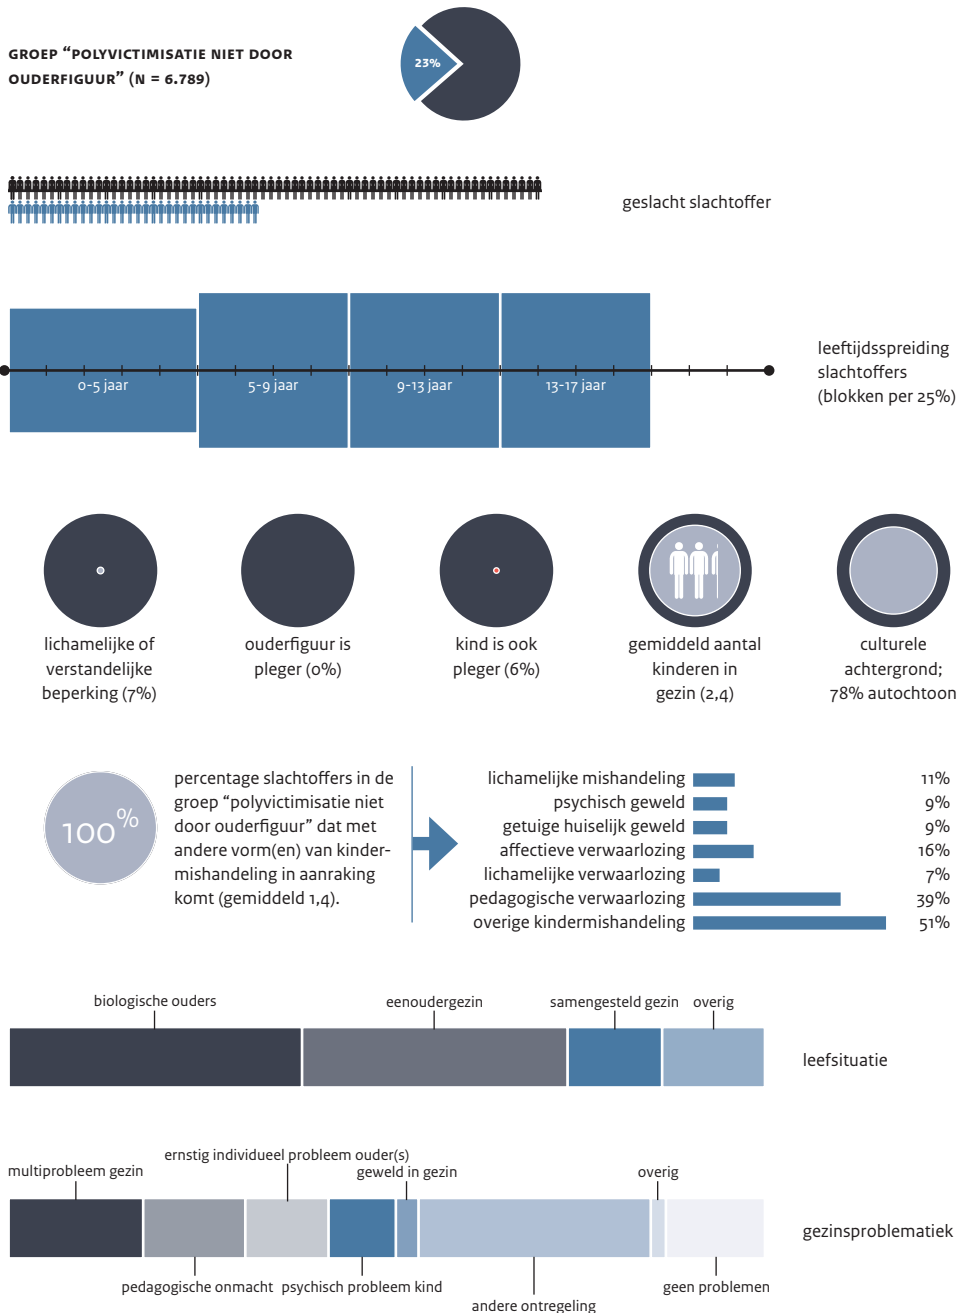 GROEP “POLYVICTIMISATIE NIET DOOR
OUDERFIGUUR” (N = 6.789)
23%
geslacht slachtoffer
0-5 jaar
5-9 jaar
9-13 jaar
13-17 jaar
leeftijdsspreiding
slachtoffers
(blokken per 25%)
lichamelijke of
verstandelijke
beperking (7%)
ouderfiguur is
pleger (0%)
kind is ook
pleger (6%)
gemiddeld aantal
kinderen in
gezin (2,4)
culturele
achtergrond;
78% autochtoon
100%
percentage slachtoffers in de
groep “polyvictimisatie niet
door ouderfiguur” dat met
andere vorm(en) van kinder-
mishandeling in aanraking
komt (gemiddeld 1,4).
lichamelijke mishandeling 11%
psychisch geweld 9%
getuige huiselijk geweld 9%
affectieve verwaarlozing 16%
lichamelijke verwaarlozing 7%
pedagogische verwaarlozing 39%
overige kindermishandeling 51%
biologische ouders
eenoudergezin
samengesteld gezin
overig
leefsituatie
ernstig individueel probleem ouder(s)
multiprobleem gezin
geweld in gezin
overig
gezinsproblematiek
pedagogische onmacht
psychisch probleem kind
geen problemen
andere ontregeling